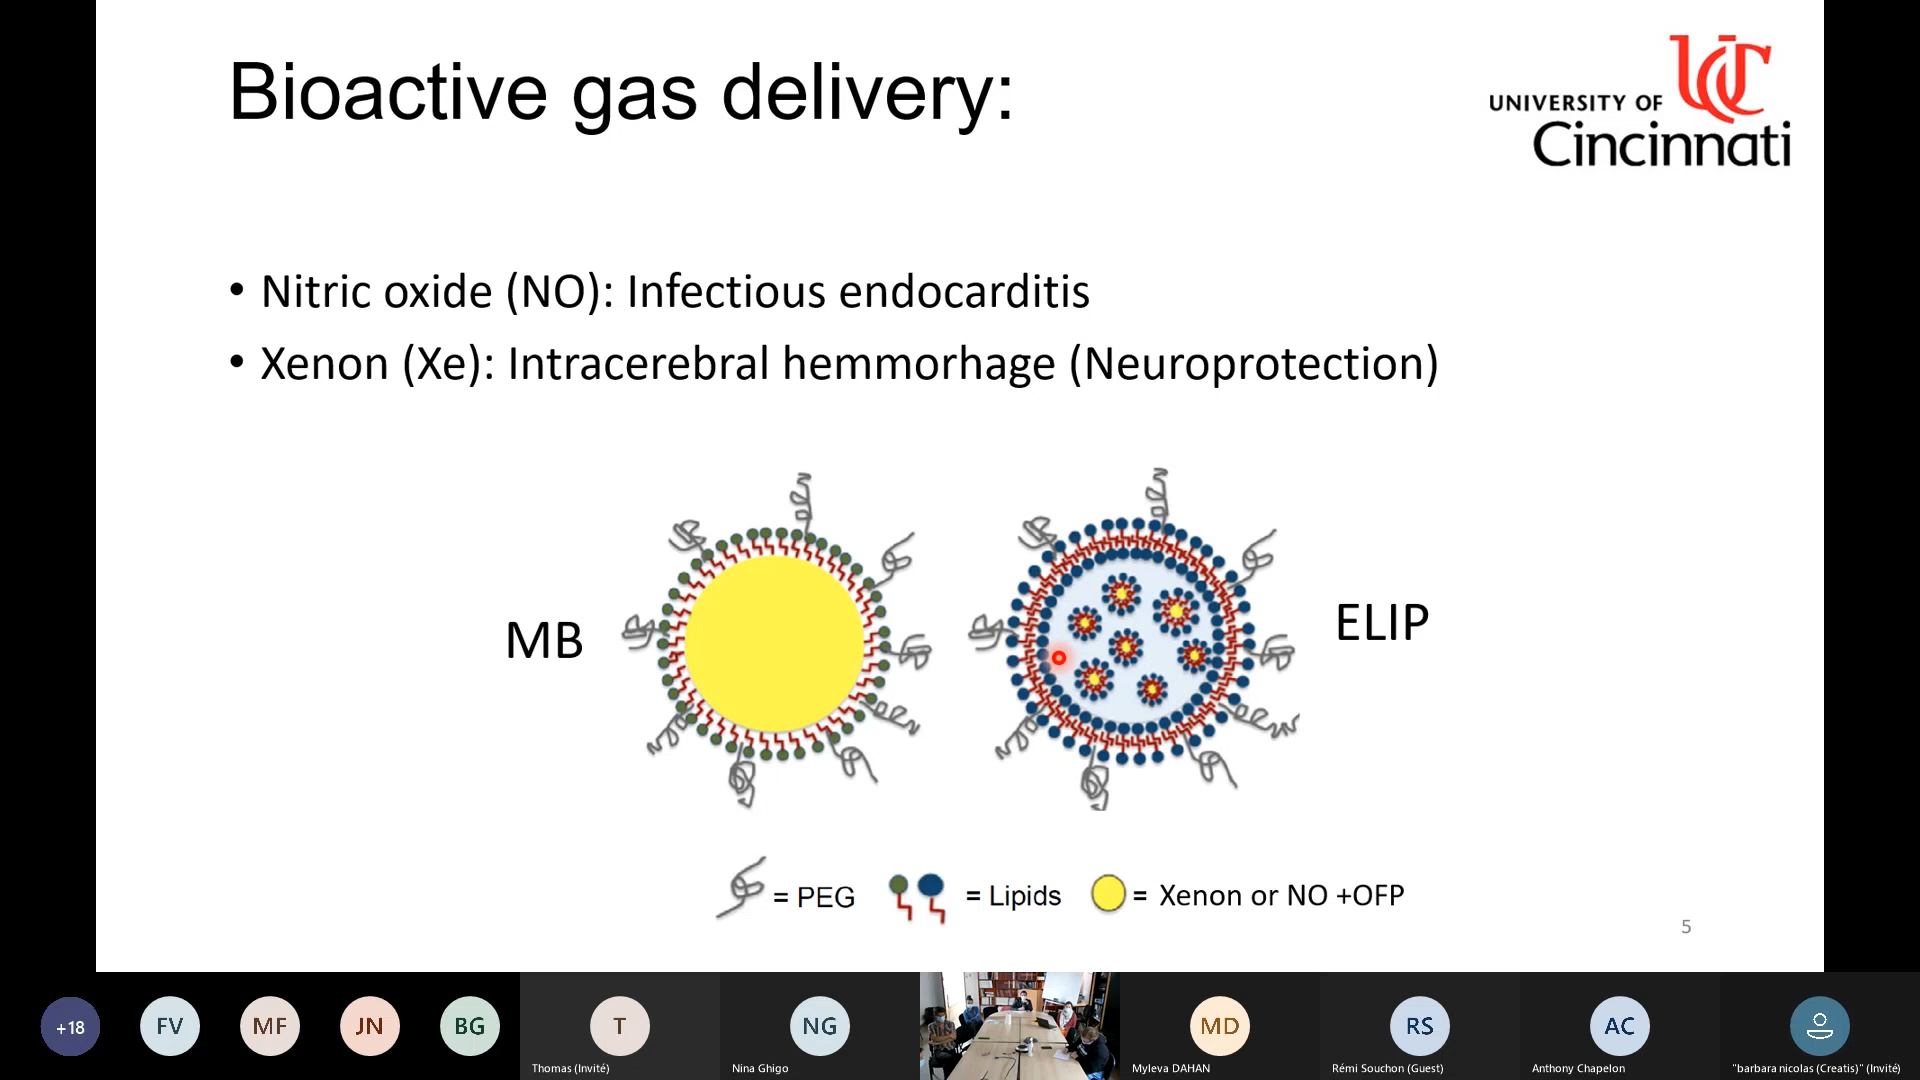 Bioactive gas delivery:
UNIVERSITY OF
Cincinnati
• Nitric oxide (NO): Infectious endocarditis
• Xenon (Xe): Intracerebral hemmorhage (Neuroprotection)
MB
ELIP
= PEG
= Lipids
= Xenon or NO +OFP
5
+18
FV
MF
JN
BG
T
NG
MD
RS
AC
Thomas (Invité)
Nina Ghigo
Myleva DAHAN
Rémi Souchon (Guest)
Anthony Chapelon
"barbara nicolas (Creatis)" (Invité)